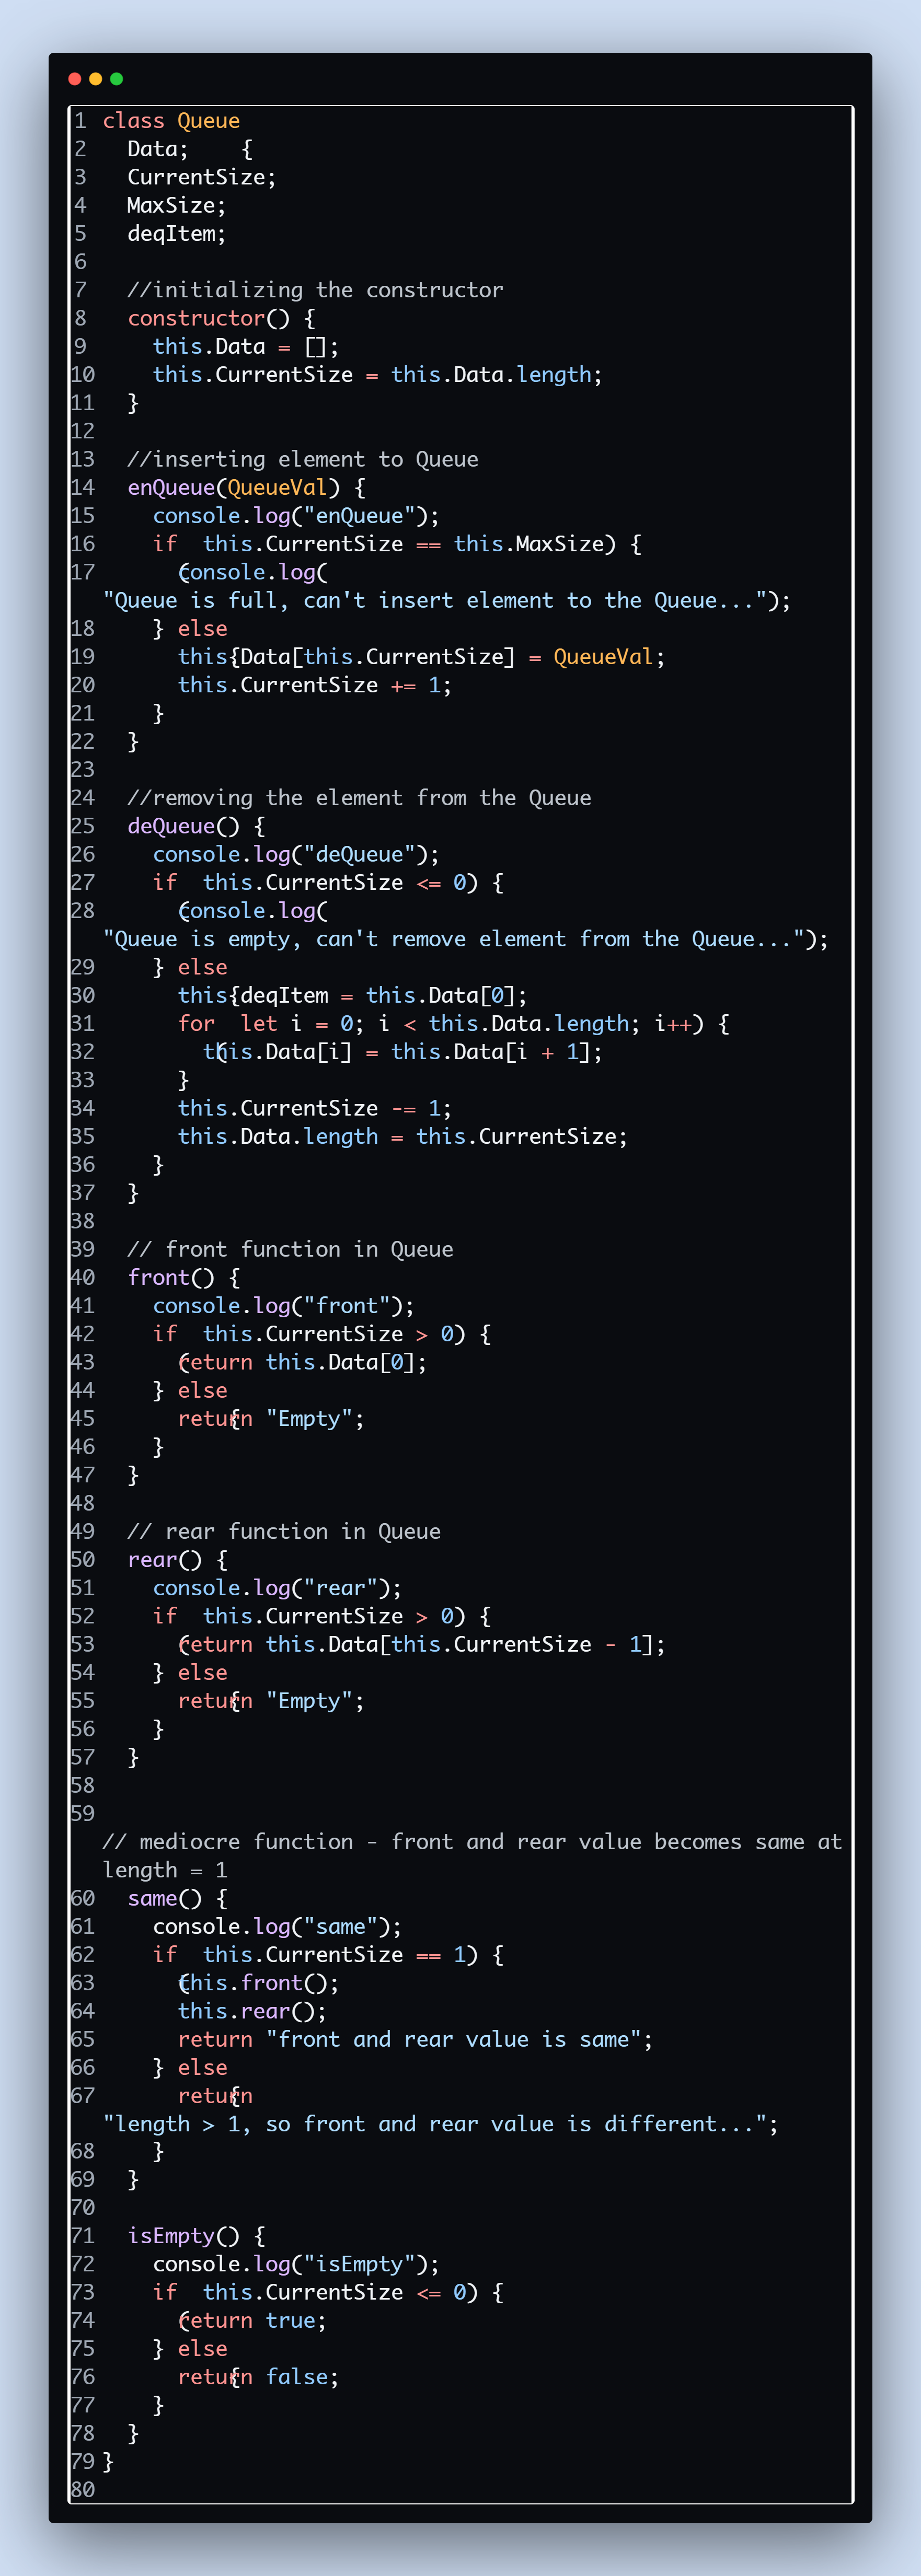 1 class Queue
2   Data;    {
3   CurrentSize;
4   MaxSize;
5   deqItem;
6
7   //initializing the constructor
8   constructor() {
9     this.Data = [];
10     this.CurrentSize = this.Data.length;
11   }
12
13   //inserting element to Queue
14   enQueue(QueueVal) {
15     console.log("enQueue");
16     if  this.CurrentSize == this.MaxSize) {
17       (console.log(
"Queue is full, can't insert element to the Queue...");
18     } else
19       this{Data[this.CurrentSize] = QueueVal;
20       this.CurrentSize += 1;
21     }
22   }
23
24   //removing the element from the Queue
25   deQueue() {
26     console.log("deQueue");
27     if  this.CurrentSize <= 0) {
28       (console.log(
"Queue is empty, can't remove element from the Queue...");
29     } else
30       this{deqItem = this.Data[0];
31       for  let i = 0; i < this.Data.length; i++) {
32         (this.Data[i] = this.Data[i + 1];
33       }
34       this.CurrentSize -= 1;
35       this.Data.length = this.CurrentSize;
36     }
37   }
38
39   // front function in Queue
40   front() {
41     console.log("front");
42     if  this.CurrentSize > 0) {
43       (return this.Data[0];
44     } else
45       return{ "Empty";
46     }
47   }
48
49   // rear function in Queue
50   rear() {
51     console.log("rear");
52     if  this.CurrentSize > 0) {
53       (return this.Data[this.CurrentSize - 1];
54     } else
55       return{ "Empty";
56     }
57   }
58
59
// mediocre function - front and rear value becomes same at
length = 1
60   same() {
61     console.log("same");
62     if  this.CurrentSize == 1) {
63       (this.front();
64       this.rear();
65       return "front and rear value is same";
66     } else
67       return{
"length > 1, so front and rear value is different...";
68     }
69   }
70
71   isEmpty() {
72     console.log("isEmpty");
73     if  this.CurrentSize <= 0) {
74       (return true;
75     } else
76       return{ false;
77     }
78   }
79 }
80